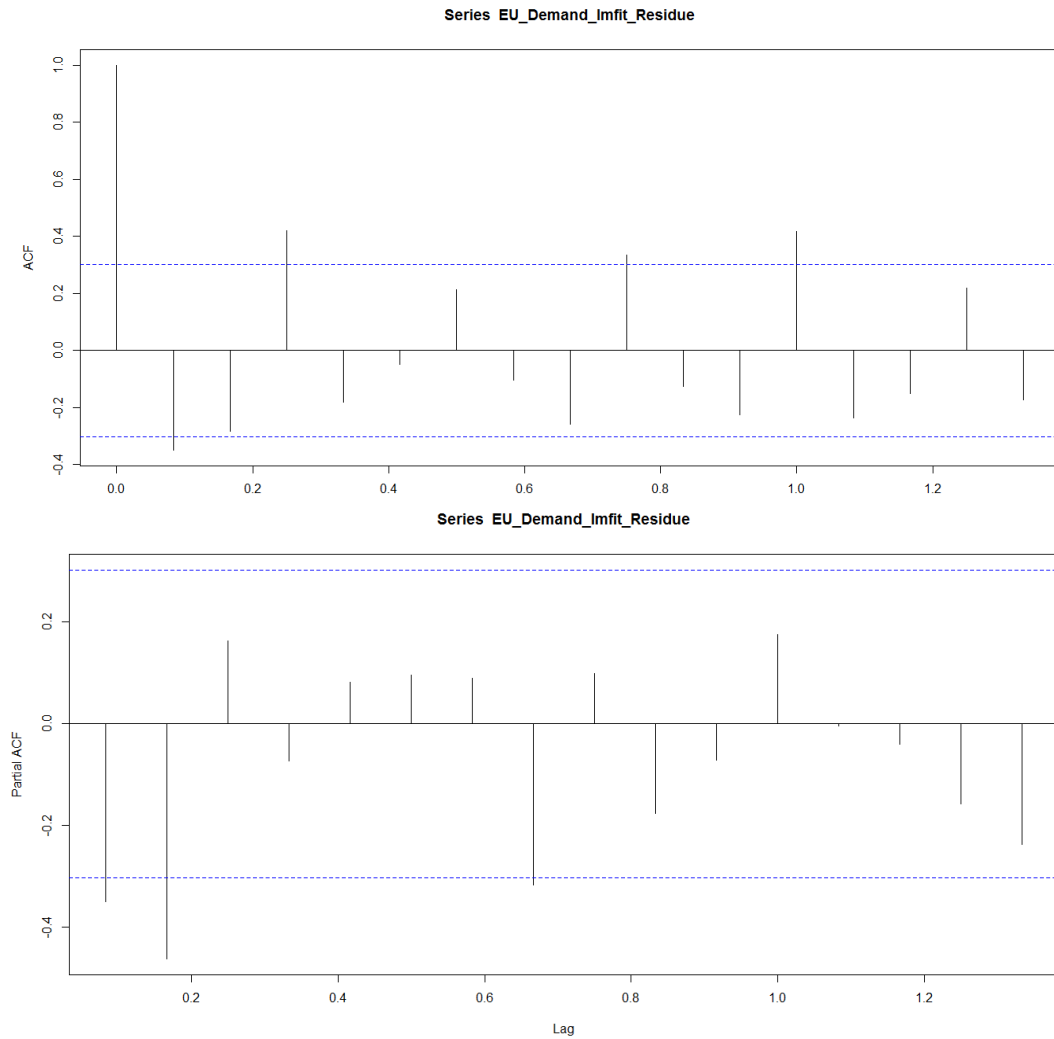 Series EU_Demand_lmfit_Residue
ACF
1.0
0.8
0.6
0.4
0.2
0.0
-0.2
-0.4
0.0 0.2 0.4 0.6 0.8 1.0 1.2
Series EU_Demand_lmfit_Residue
Partial ACF
0.2
0.0
-0.2
-0.4
0.2 0.4 0.6 0.8 1.0 1.2
Lag